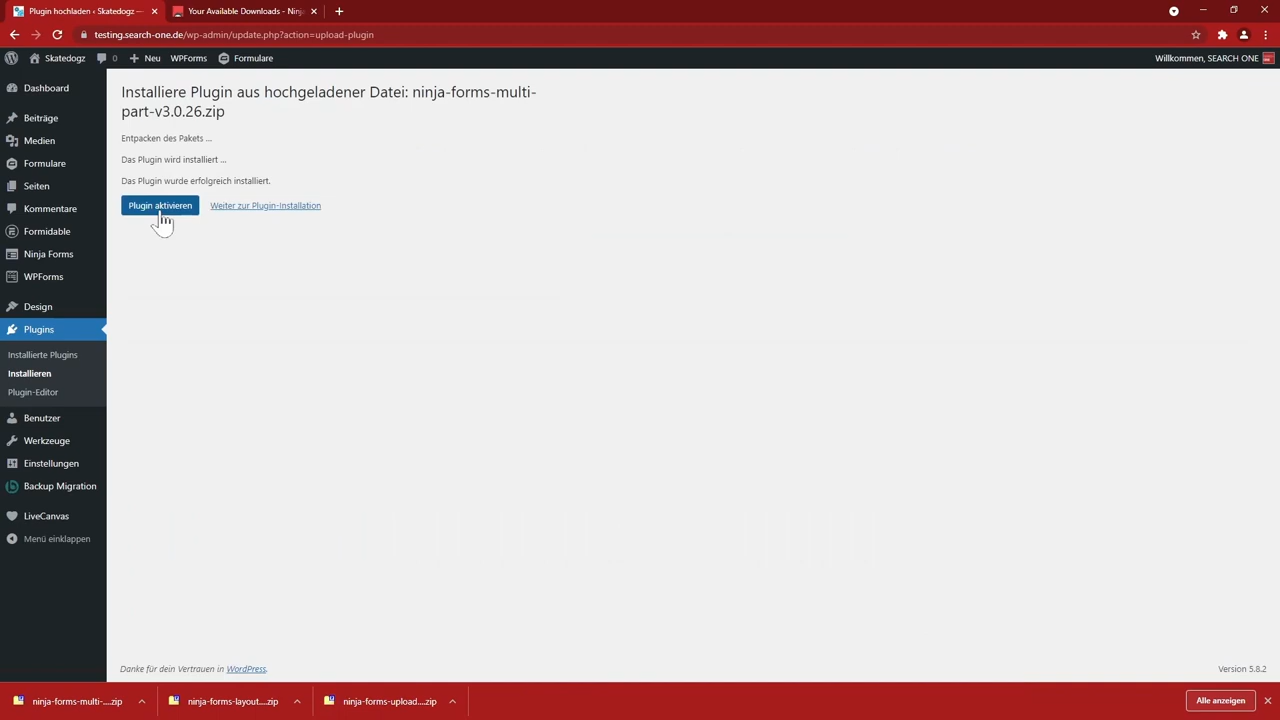 Plugin hochladen ‹ Skatedogz —
Your Available Downloads - Ninj
testing.search-one.de/wp-admin/update.php?action=upload-plugin
Skatedogz
0
Neu
WPForms
Formulare
Willkommen, SEARCH ONE
Dashboard
Beiträge
Medien
Formulare
Seiten
Kommentare
Formidable
Ninja Forms
WPForms
Design
Plugins
Installierte Plugins
Installieren
Plugin-Editor
Benutzer
Werkzeuge
Einstellungen
Backup Migration
LiveCanvas
Menü einklappen
Installiere Plugin aus hochgeladener Datei: ninja-forms-multi-
part-v3.0.26.zip
Entpacken des Pakets …
Das Plugin wird installiert …
Das Plugin wurde erfolgreich installiert.
Plugin aktivieren
Weiter zur Plugin-Installation
Danke für dein Vertrauen in WordPress.
Version 5.8.2
ninja-forms-multi-....zip
ninja-forms-layout....zip
ninja-forms-upload....zip
Alle anzeigen